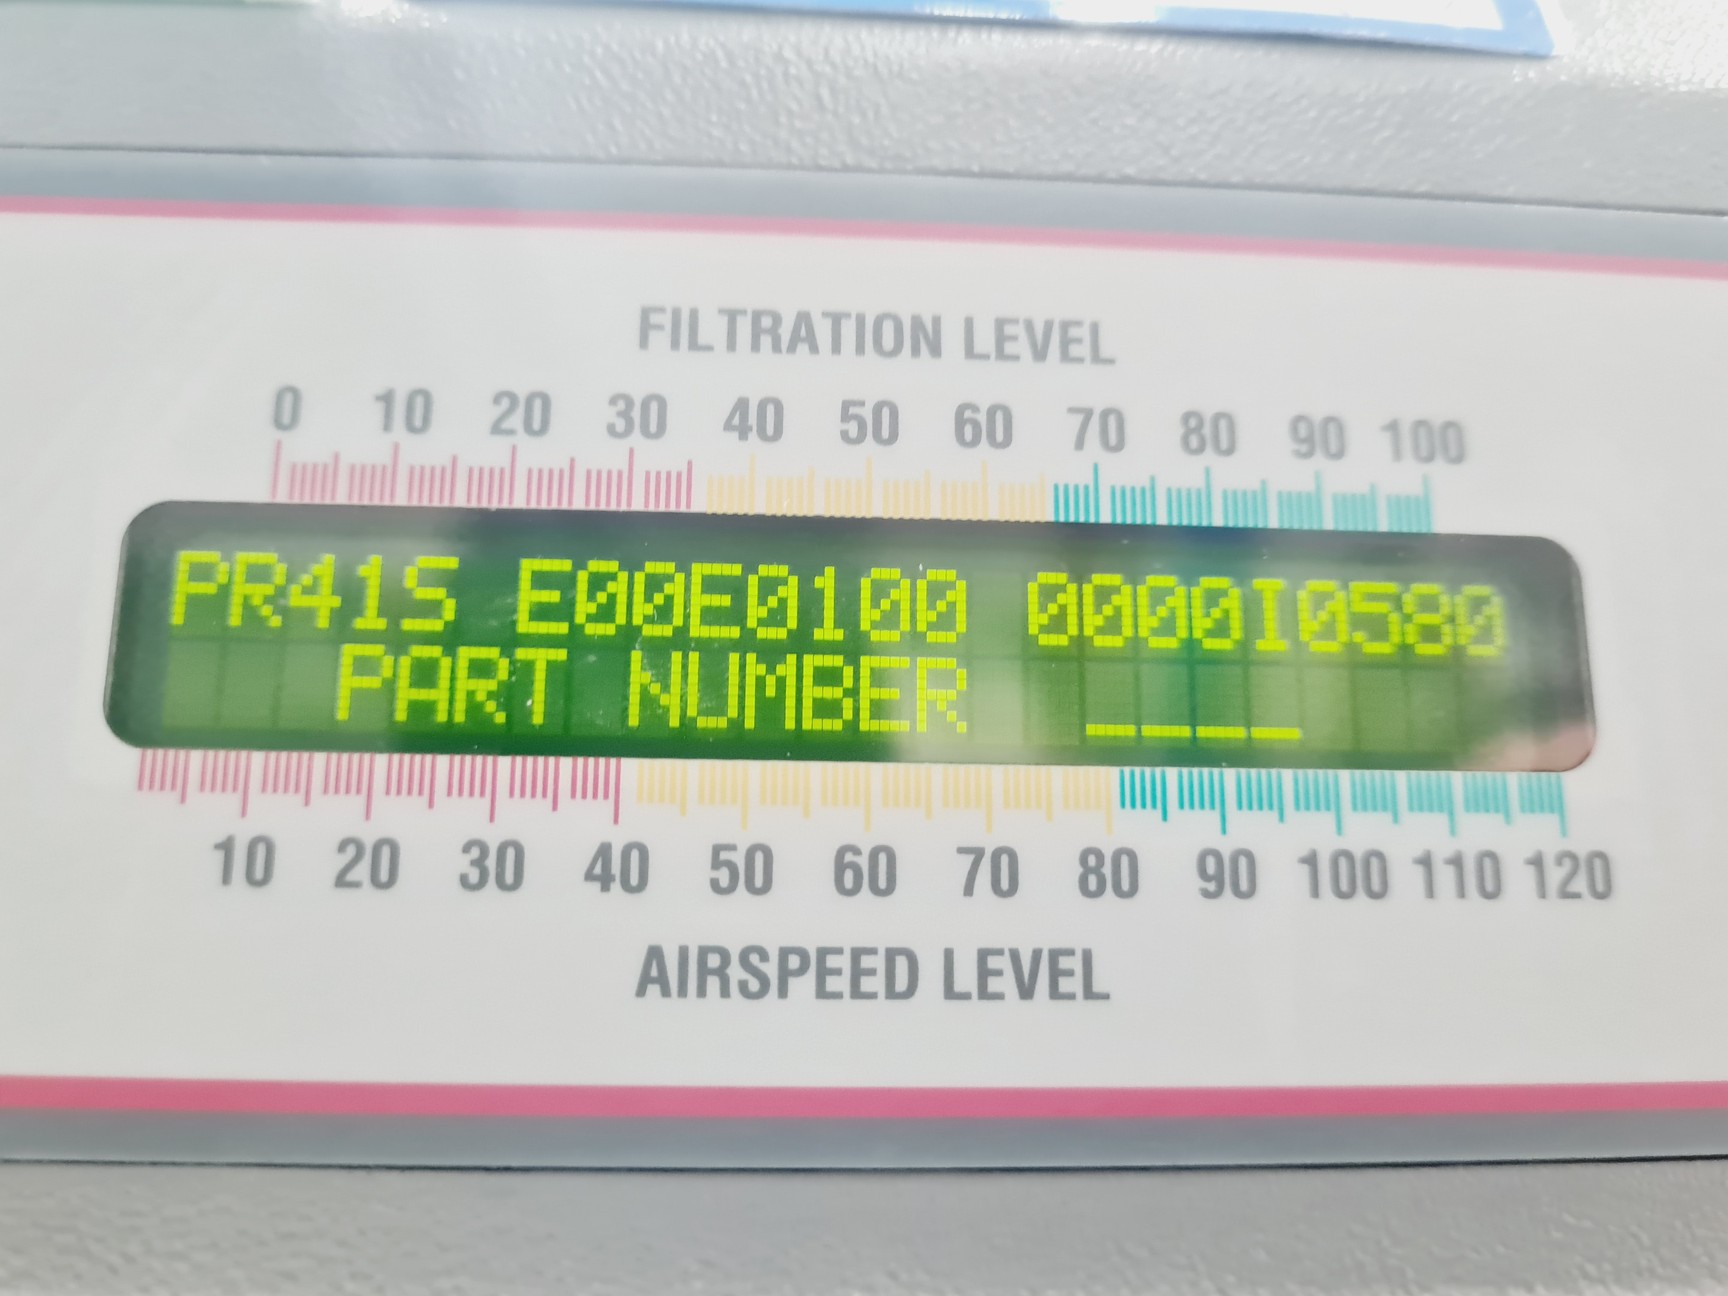 FILTRATION LEVEL
0 10 20 30 40 50 60 70 80 90 100
PR41S E00E0100 0000I0580
PART NUMBER ____
10 20 30 40 50 60 70 80 90 100 110 120
AIRSPEED LEVEL